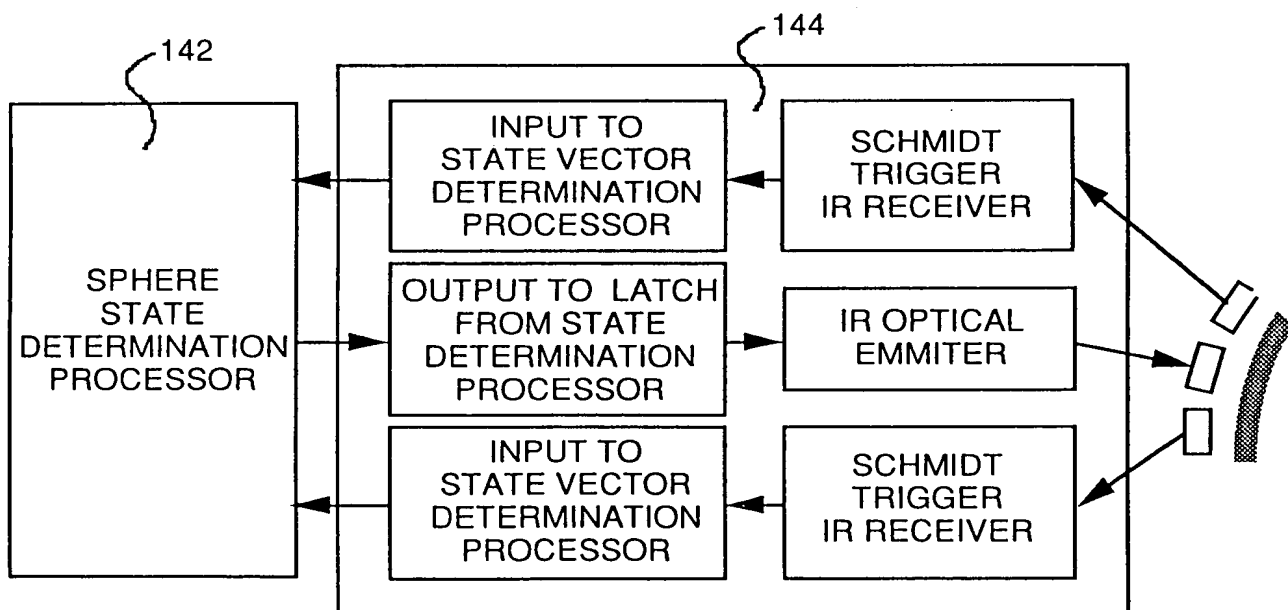 142
144
SPHERE
STATE
DETERMINATION
PROCESSOR
INPUT TO
STATE VECTOR
DETERMINATION
PROCESSOR
SCHMIDT
TRIGGER
IR RECEIVER
OUTPUT TO LATCH
FROM STATE
DETERMINATION
PROCESSOR
IR OPTICAL
EMMITER
INPUT TO
STATE VECTOR
DETERMINATION
PROCESSOR
SCHMIDT
TRIGGER
IR RECEIVER